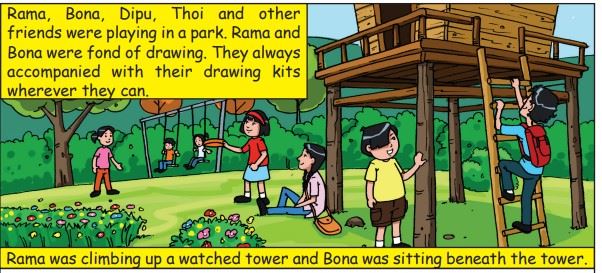 Rama, Bona, Dipu, Thoi and other
friends were playing in a park. Rama and
Bona were fond of drawing. They always
accompanied with their drawing kits
wherever they can.
Rama was climbing up a watched tower and Bona was sitting beneath the tower.